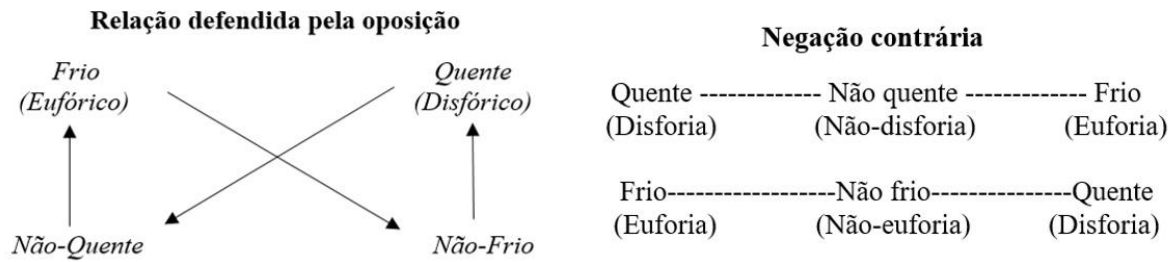 Relação defendida pela oposição
Frio
(Eufórico)
Quente
(Disfórico)
Não-Quente
Não-Frio
Negação contrária
Quente ------------- Não quente ------------- Frio
(Disforia) (Não-disforia) (Euforia)
Frio------------------Não frio---------------Quente
(Euforia) (Não-euforia) (Disforia)